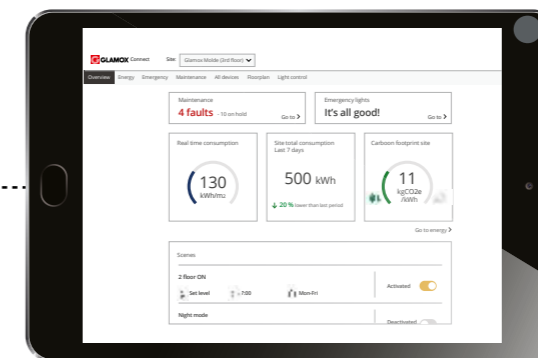 GLAMOX Connect Site: Glamox Molde (3rd floor)
Overview Energy Emergency Maintenance All devices Floorplan Light control
Maintenance
4 faults - 10 on hold Go to >
Emergency lights
It's all good! Go to >
Real time consumption
130
kWh/m2
Site total consumption
Last 7 days
500 kWh
↓ 20 % lower than last period
Carboon footprint site
11
kgCO2e
/kWh
Go to energy >
Scenes
2 floor ON
Set level
7:00
Mon-Fri
Activated
Night mode
Deactivated